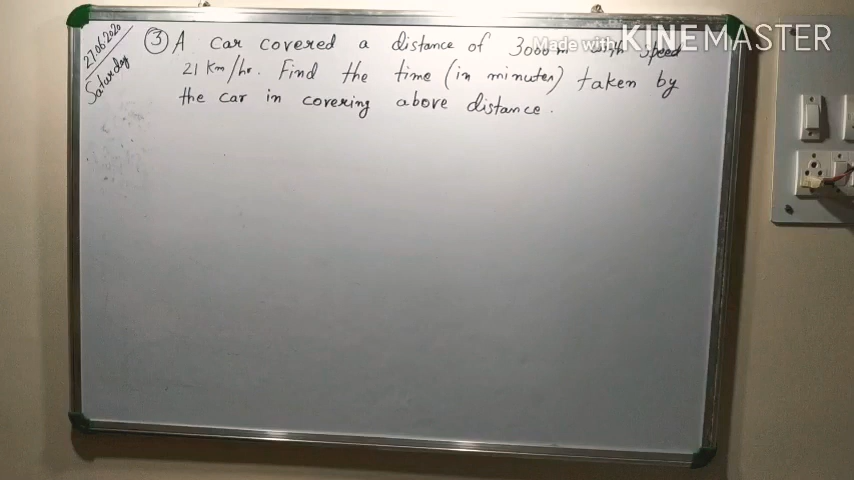 27.06.2020
Saturday
③ A car covered a distance of 3000m with speed
21 Km/hr. Find the time (in minutes) taken by
the car in covering above distance.
Made with KINEMASTER